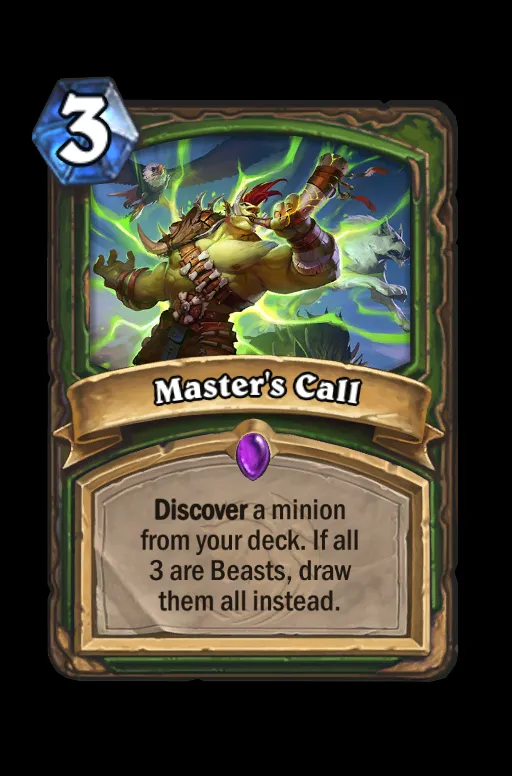 3
Master's Call
Discover a minion
from your deck. If all
3 are Beasts, draw
them all instead.